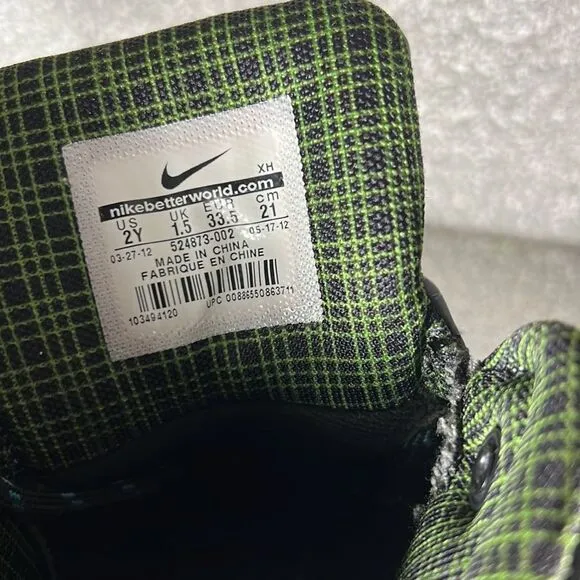 XH
nikebetterworld.com
US UK EUR cm
2Y 1.5 33.5 21
03-27-12 524873-002 05-17-12
MADE IN CHINA
FABRIQUE EN CHINE
103494120 UPC 00886550863711